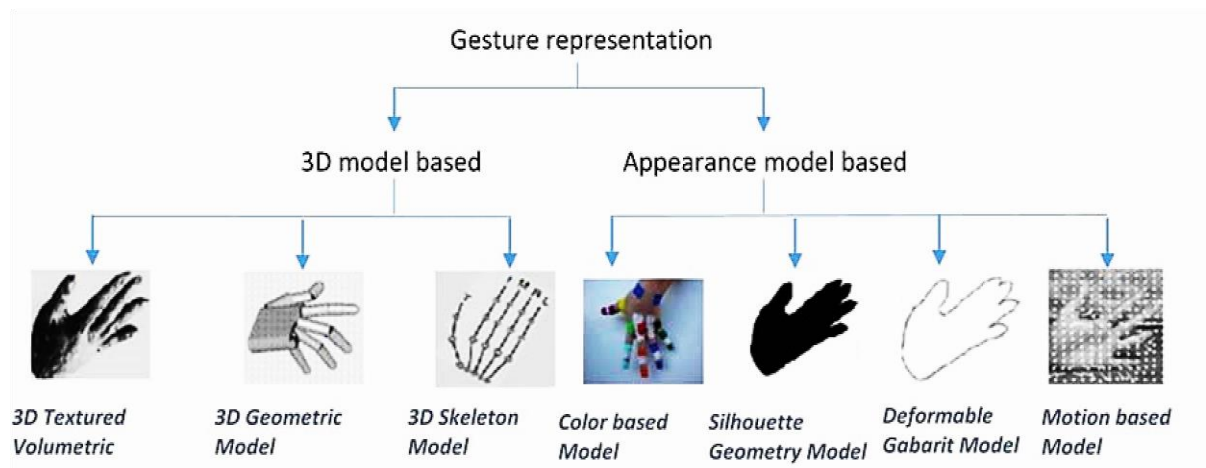 Gesture representation
3D model based
Appearance model based
3D Textured
Volumetric
3D Geometric
Model
3D Skeleton
Model
Color based
Model
Silhouette
Geometry Model
Deformable
Gabarit Model
Motion based
Model